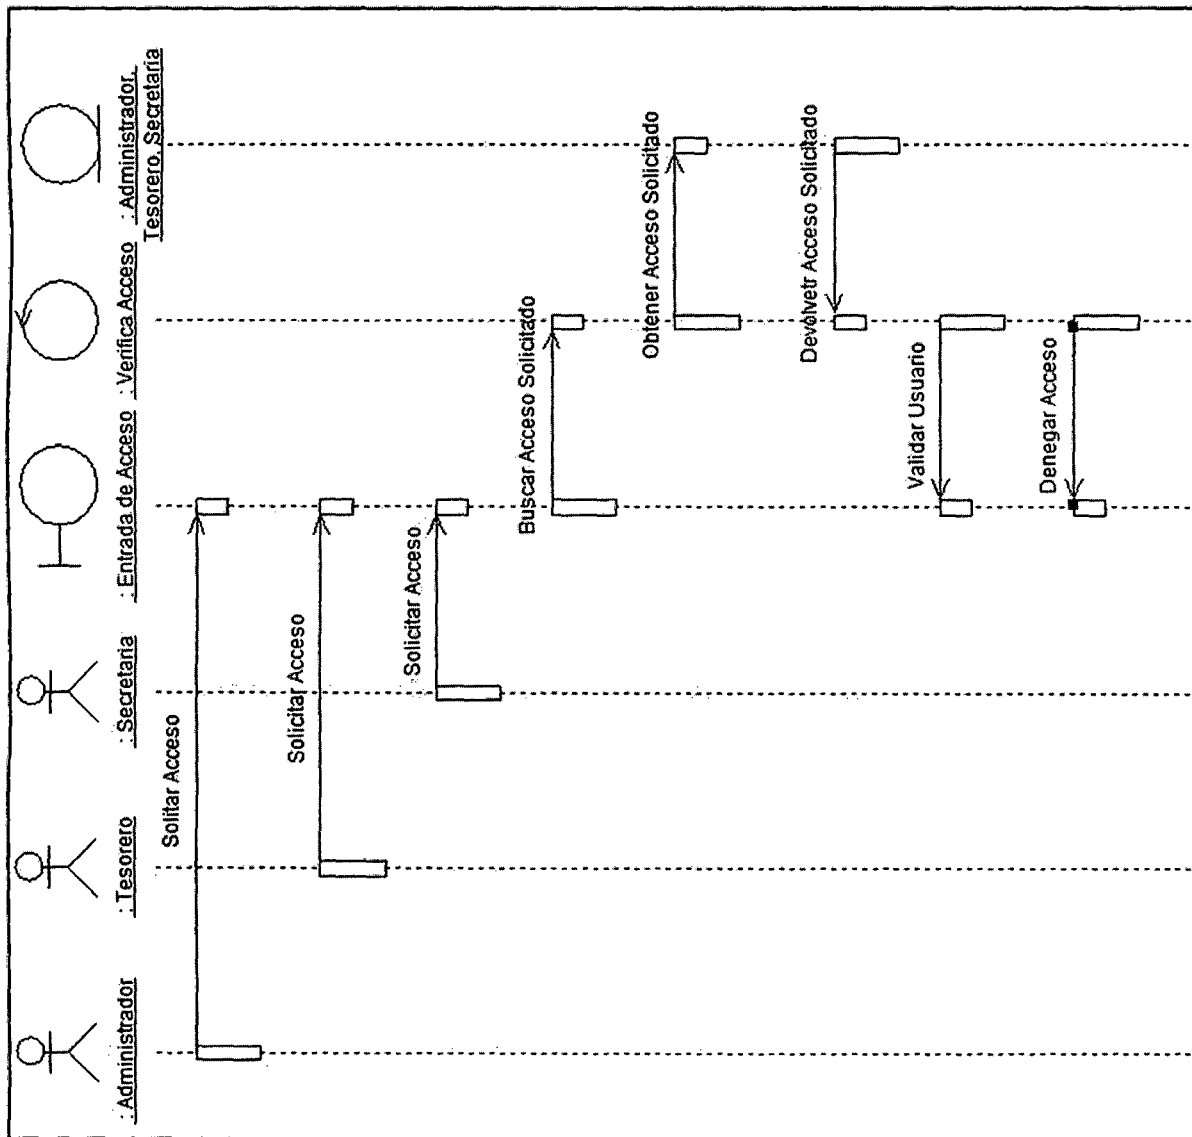 : Administrador
: Tesorero
: Secretaria
: Entrada de Acceso
: Verifica Acceso
: Administrador,
Tesorero, Secretaria
Solitar Acceso
Solicitar Acceso
Solicitar Acceso
Buscar Acceso Solicitado
Obtener Acceso Solicitado
Devolvetr Acceso Solicitado
Validar Usuario
Denegar Acceso